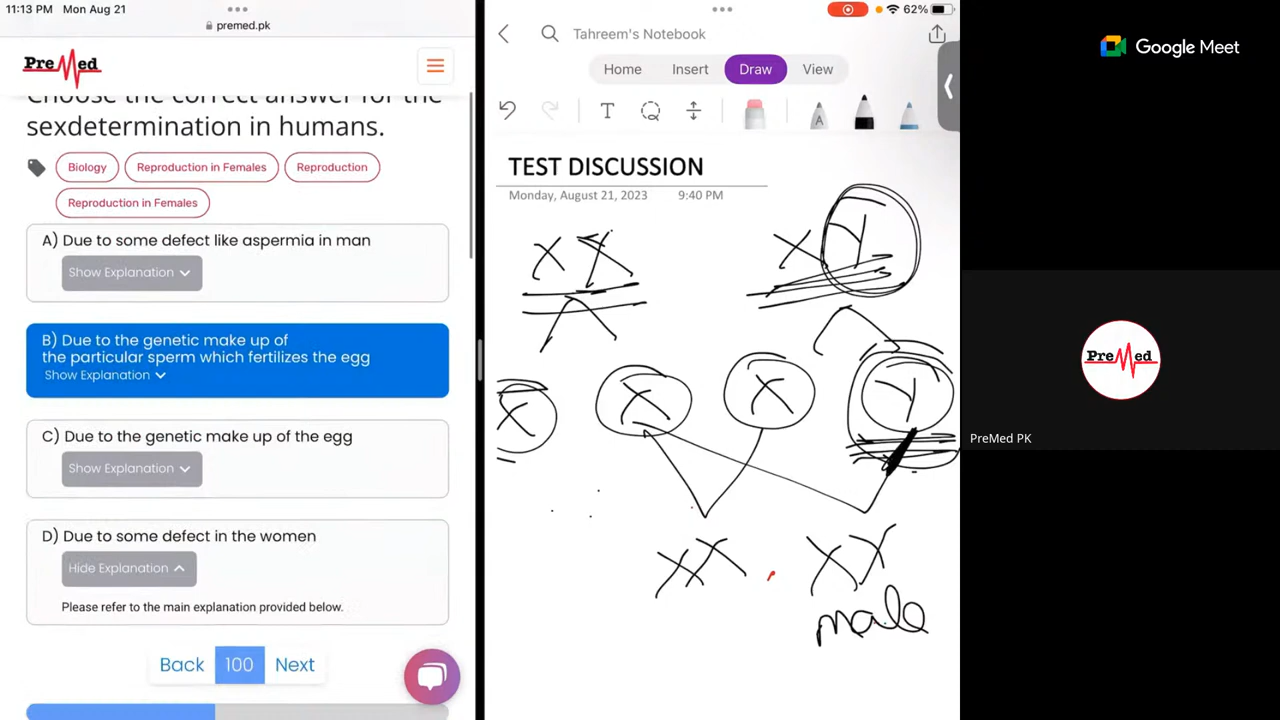 11:13 PM Mon Aug 21
premed.pk
PreMed
Choose the correct answer for the
sexdetermination in humans.
Biology
Reproduction in Females
Reproduction
Reproduction in Females
A) Due to some defect like aspermia in man
Show Explanation
B) Due to the genetic make up of
the particular sperm which fertilizes the egg
Show Explanation
C) Due to the genetic make up of the egg
Show Explanation
D) Due to some defect in the women
Hide Explanation
Please refer to the main explanation provided below.
Back 100 Next
62%
Tahreem's Notebook
Home Insert Draw View
T
A
TEST DISCUSSION
Monday, August 21, 2023 9:40 PM
X X X Y
X X X Y
XX XY
male
Google Meet
PreMed
PreMed PK